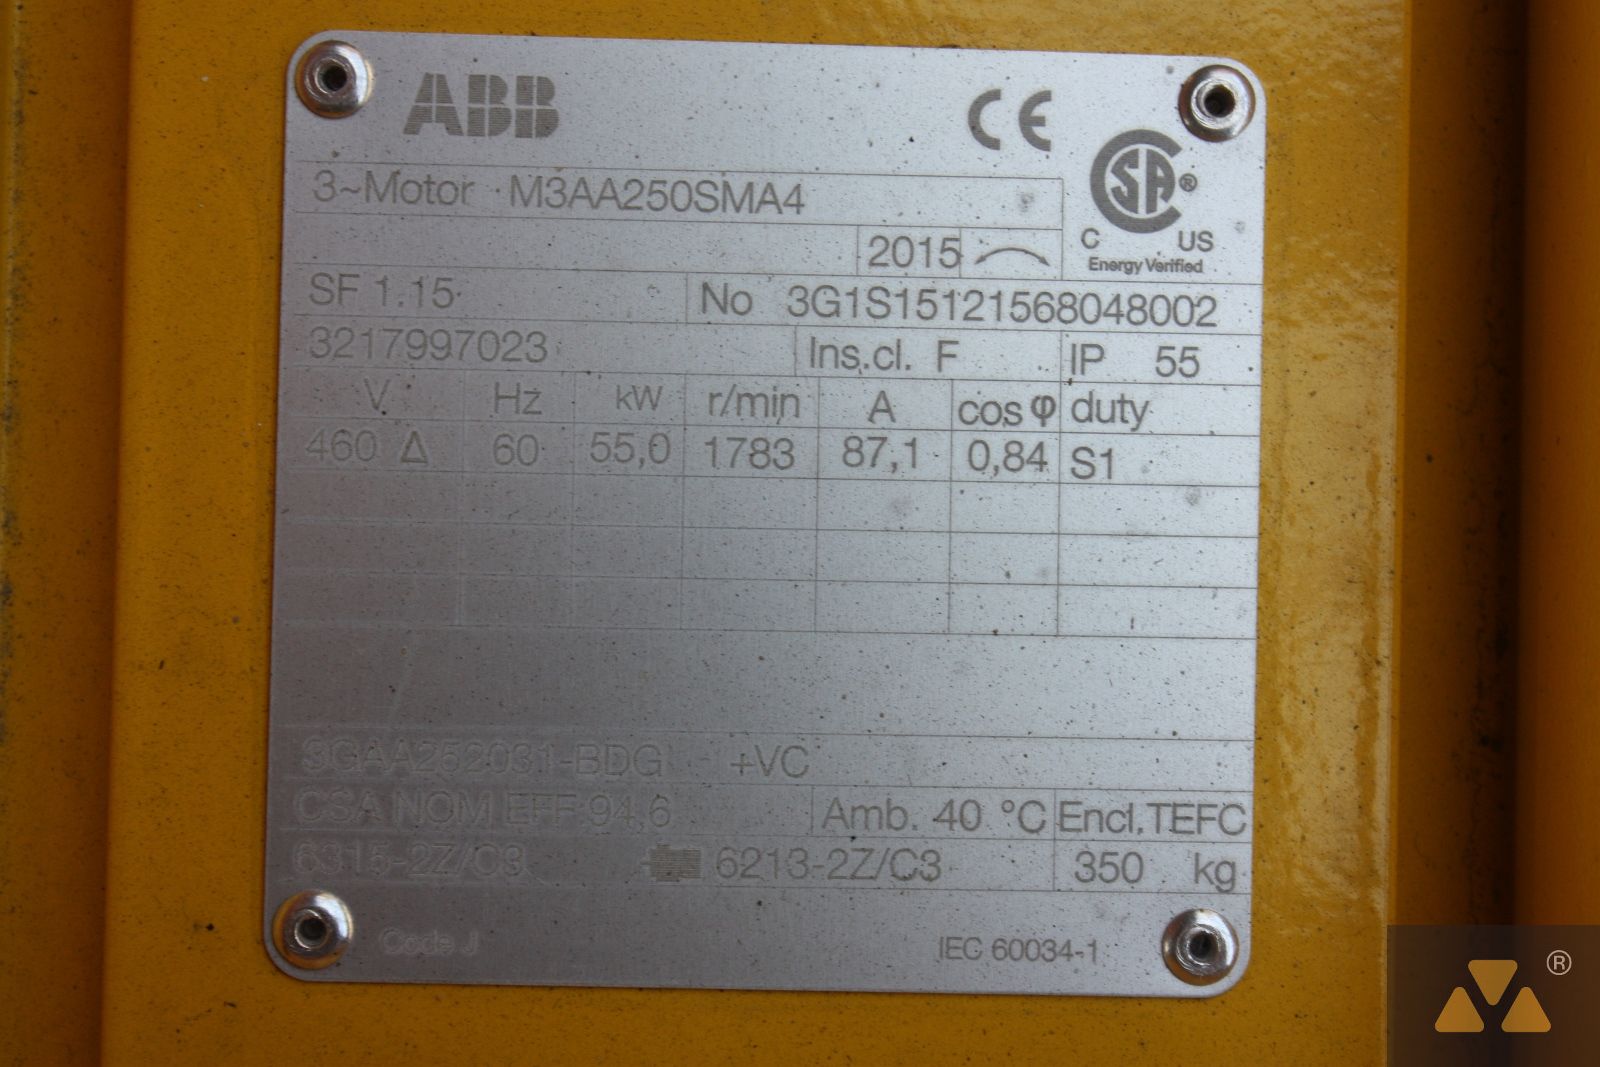 ABB
CE
3~Motor M3AA250SMA4
CSA ®
C US
Energy Verified
2015
SF 1.15 No 3G1S15121568048002
3217997023 Ins.cl. F IP 55
V Hz kW r/min A cos φ duty
460 Δ 60 55,0 1783 87,1 0,84 S1
3GAA252031-BDG +VC
CSA NOM EFF 94,6 Amb. 40 °C Encl.TEFC
6315-2Z/C3 6213-2Z/C3 350 kg
Code J IEC 60034-1
®